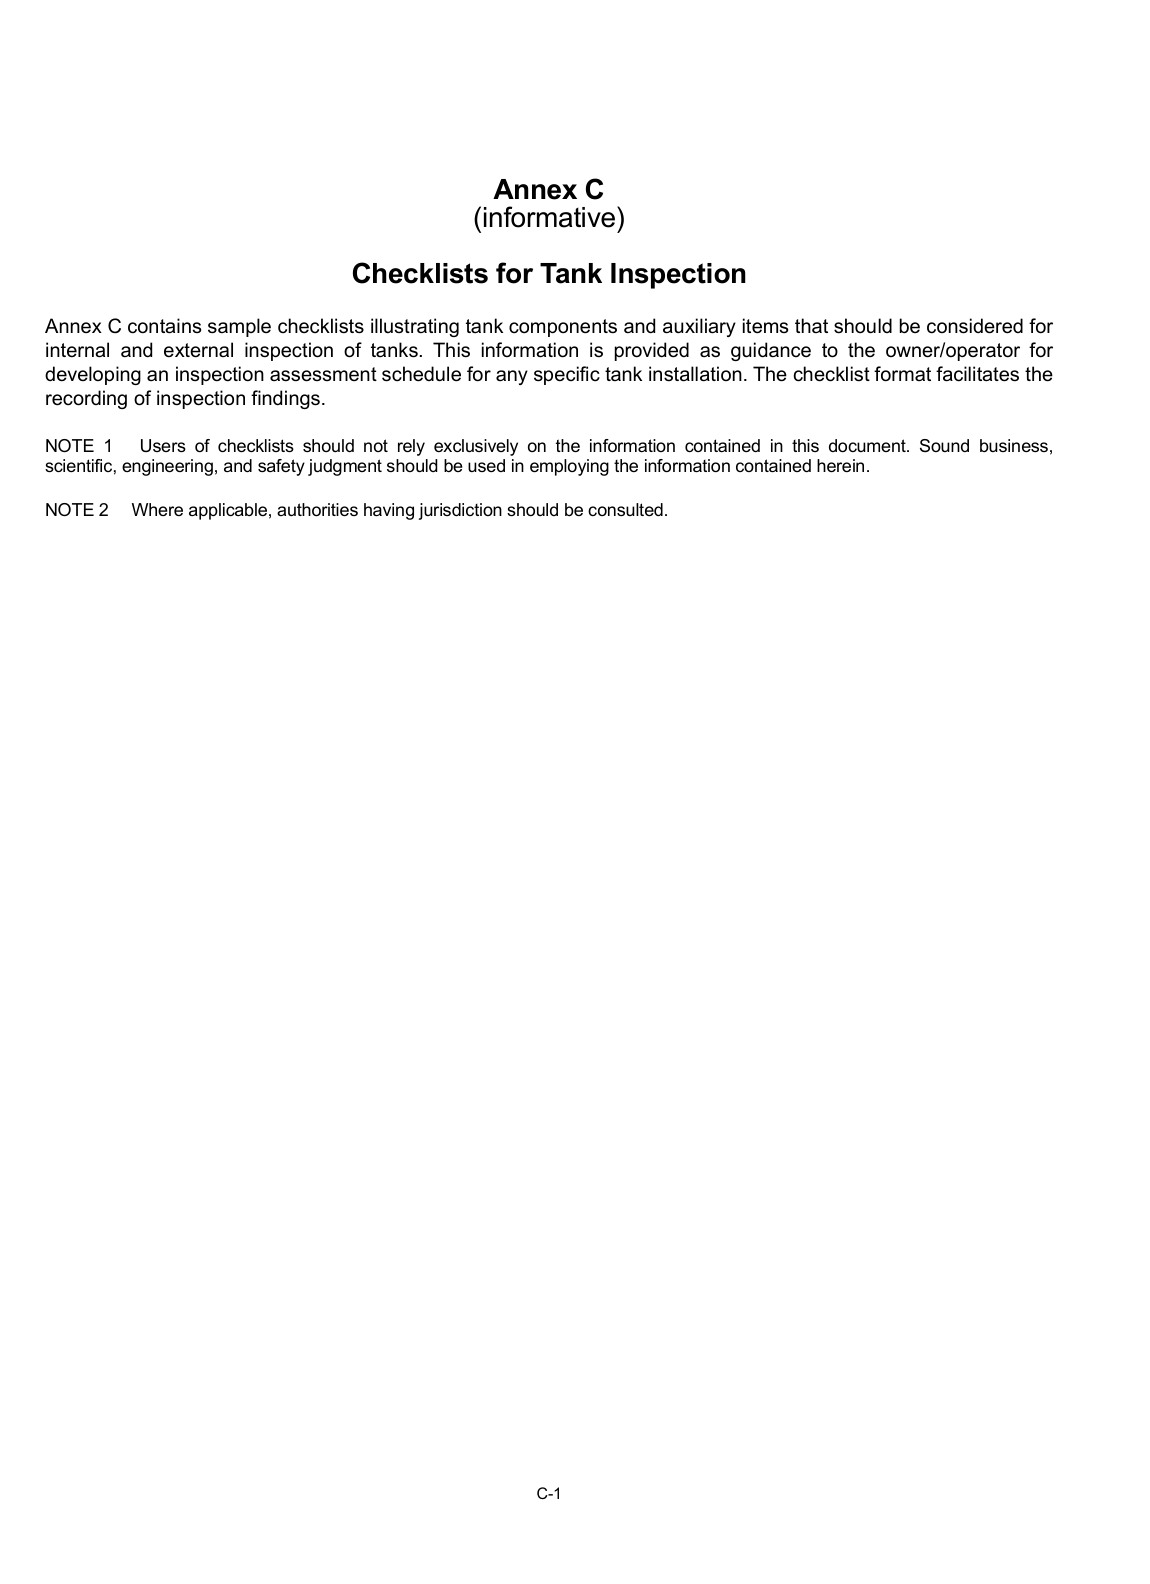 Annex C
(informative)
Checklists for Tank Inspection
Annex C contains sample checklists illustrating tank components and auxiliary items that should be considered for
internal and external inspection of tanks. This information is provided as guidance to the owner/operator for
developing an inspection assessment schedule for any specific tank installation. The checklist format facilitates the
recording of inspection findings.
NOTE 1 Users of checklists should not rely exclusively on the information contained in this document. Sound business,
scientific, engineering, and safety judgment should be used in employing the information contained herein.
NOTE 2 Where applicable, authorities having jurisdiction should be consulted.
C-1